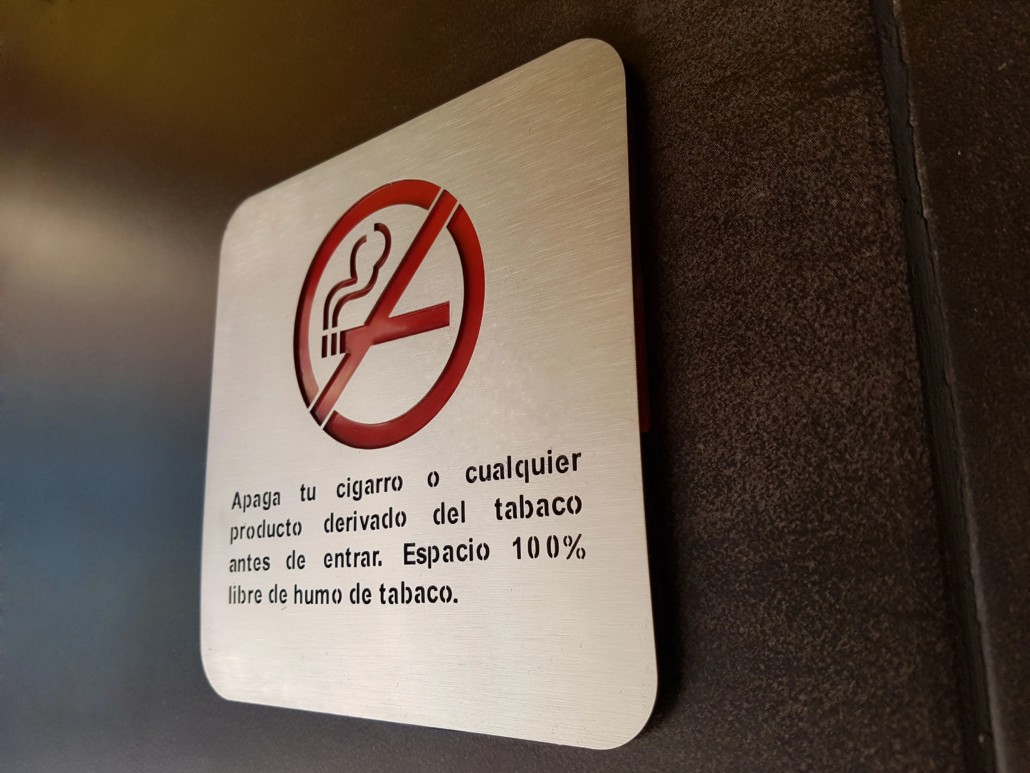 Apaga tu cigarro o cualquier
producto derivado del tabaco
antes de entrar. Espacio 100%
libre de humo de tabaco.